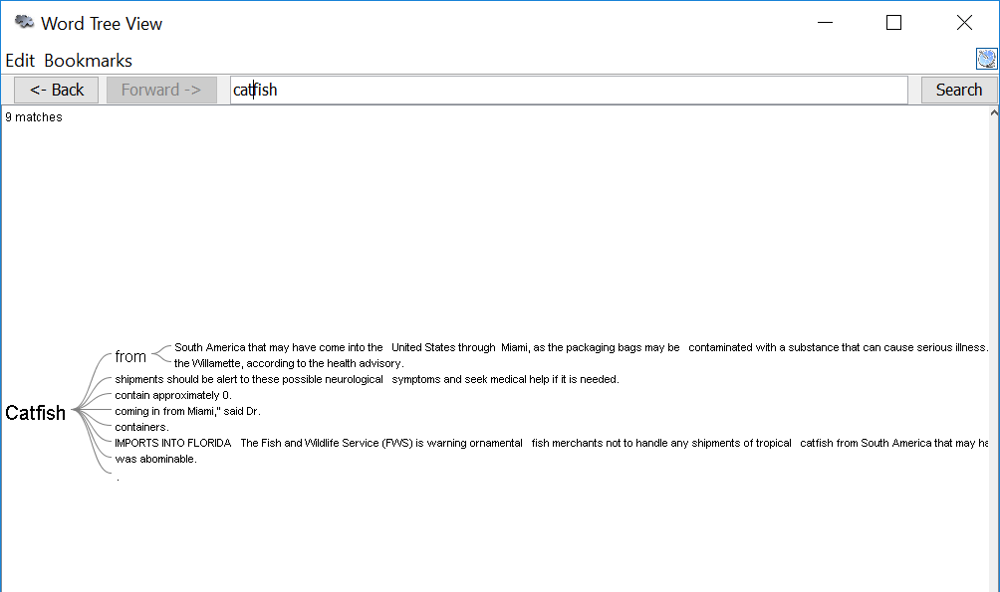 Word Tree View
Edit Bookmarks
<- Back Forward -> catfish Search
9 matches
South America that may have come into the United States through Miami, as the packaging bags may be contaminated with a substance that can cause serious illness.
from
the Willamette, according to the health advisory.
shipments should be alert to these possible neurological symptoms and seek medical help if it is needed.
contain approximately 0.
Catfish
coming in from Miami," said Dr.
containers.
IMPORTS INTO FLORIDA The Fish and Wildlife Service (FWS) is warning ornamental fish merchants not to handle any shipments of tropical catfish from South America that may ha
was abominable.
.